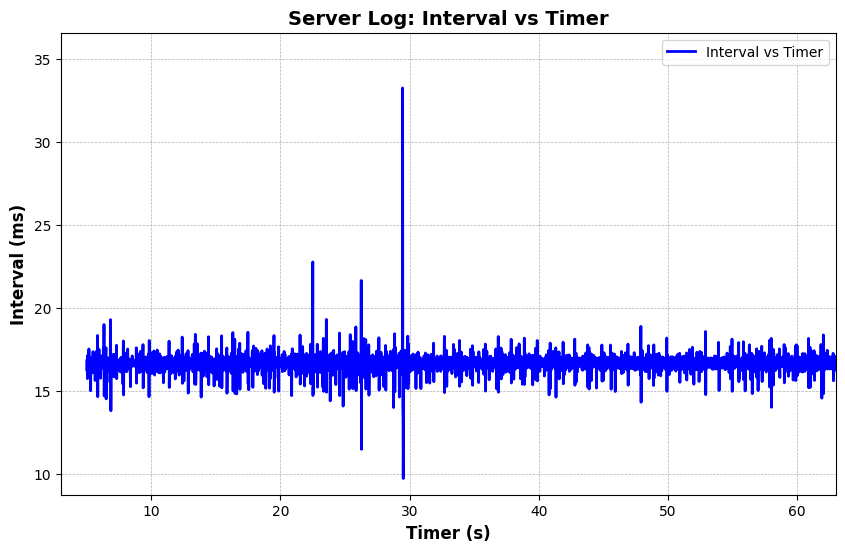 Server Log: Interval vs Timer
Interval vs Timer
35
30
25
20
15
10
Interval (ms)
10 20 30 40 50 60
Timer (s)